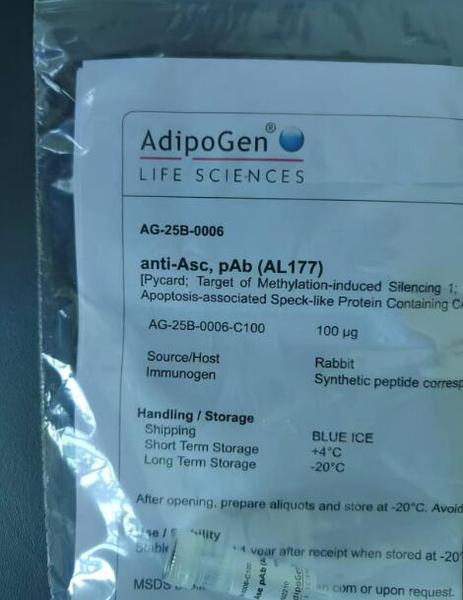 AdipoGen®
LIFE SCIENCES
AG-25B-0006
anti-Asc, pAb (AL177)
[Pycard; Target of Methylation-induced Silencing 1;
Apoptosis-associated Speck-like Protein Containing
AG-25B-0006-C100 100 µg
Source/Host Rabbit
Immunogen Synthetic peptide
Handling / Storage
Shipping BLUE ICE
Short Term Storage +4°C
Long Term Storage -20°C
After opening, prepare aliquots and store at -20°C. Avoid
year after receipt when stored at -20°
MSDS
or upon request.
pAb